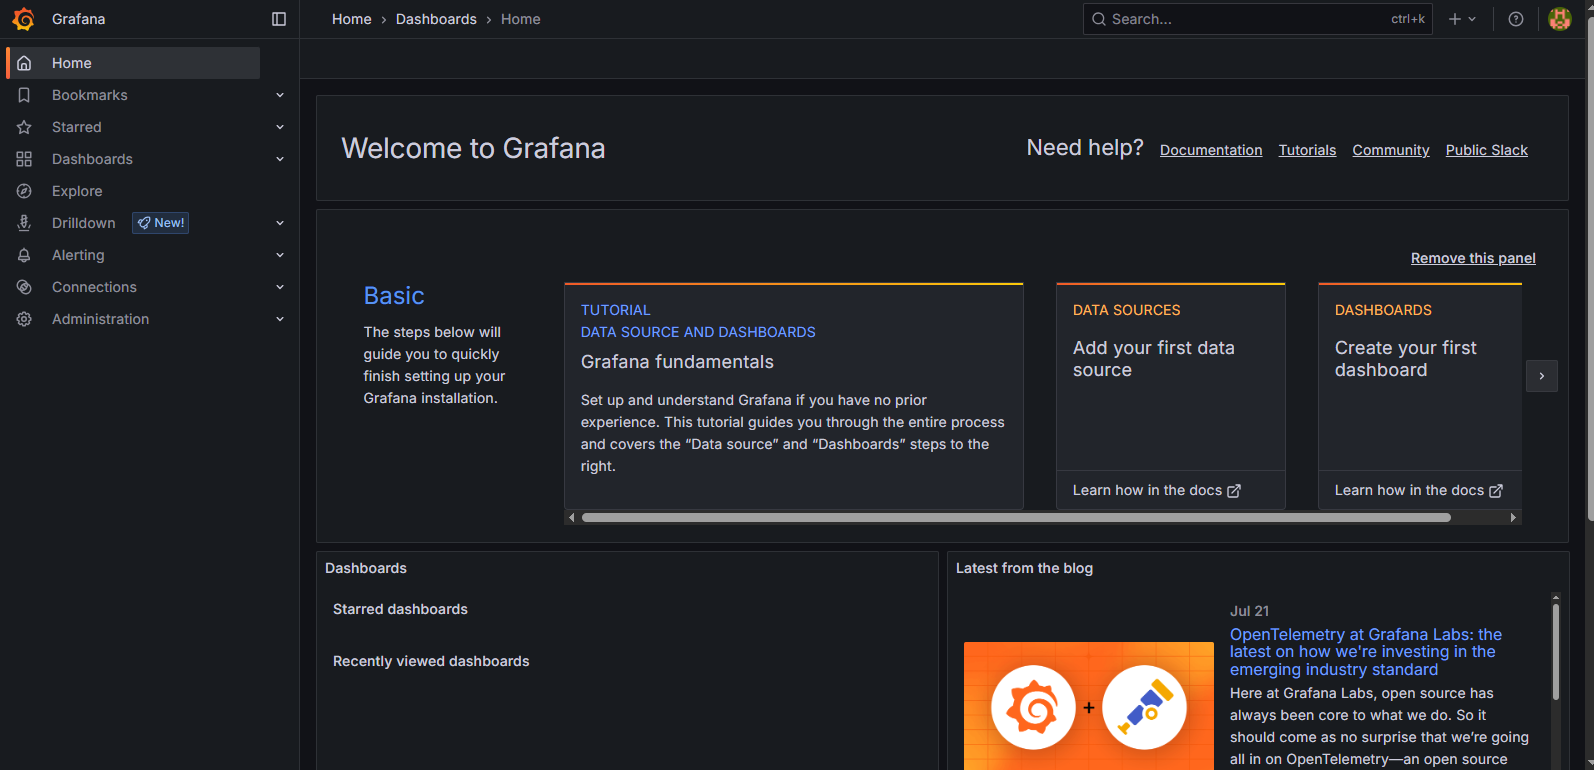 Grafana
Home
Bookmarks
Starred
Dashboards
Explore
Drilldown
New!
Alerting
Connections
Administration
Home › Dashboards › Home
Search...
ctrl+k
Welcome to Grafana
Need help?
Documentation
Tutorials
Community
Public Slack
Remove this panel
Basic
The steps below will
guide you to quickly
finish setting up your
Grafana installation.
TUTORIAL
DATA SOURCE AND DASHBOARDS
Grafana fundamentals
Set up and understand Grafana if you have no prior
experience. This tutorial guides you through the entire process
and covers the “Data source” and “Dashboards” steps to the
right.
DATA SOURCES
Add your first data
source
Learn how in the docs
DASHBOARDS
Create your first
dashboard
Learn how in the docs
Dashboards
Starred dashboards
Recently viewed dashboards
Latest from the blog
Jul 21
OpenTelemetry at Grafana Labs: the
latest on how we're investing in the
emerging industry standard
Here at Grafana Labs, open source has
always been core to what we do. So it
should come as no surprise that we’re going
all in on OpenTelemetry—an open source